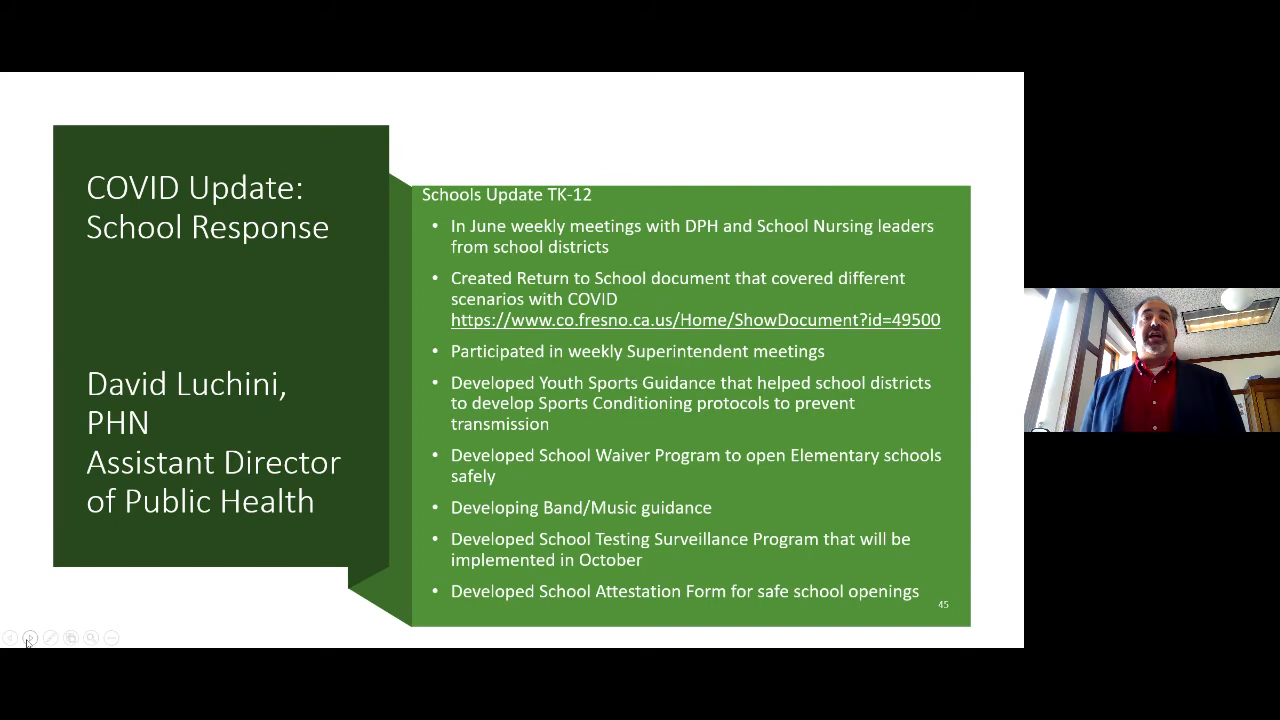 COVID Update:
School Response
David Luchini,
PHN
Assistant Director
of Public Health
Schools Update TK-12
• In June weekly meetings with DPH and School Nursing leaders
from school districts
• Created Return to School document that covered different
scenarios with COVID
https://www.co.fresno.ca.us/Home/ShowDocument?id=49500
• Participated in weekly Superintendent meetings
• Developed Youth Sports Guidance that helped school districts
to develop Sports Conditioning protocols to prevent
transmission
• Developed School Waiver Program to open Elementary schools
safely
• Developing Band/Music guidance
• Developed School Testing Surveillance Program that will be
implemented in October
• Developed School Attestation Form for safe school openings
45